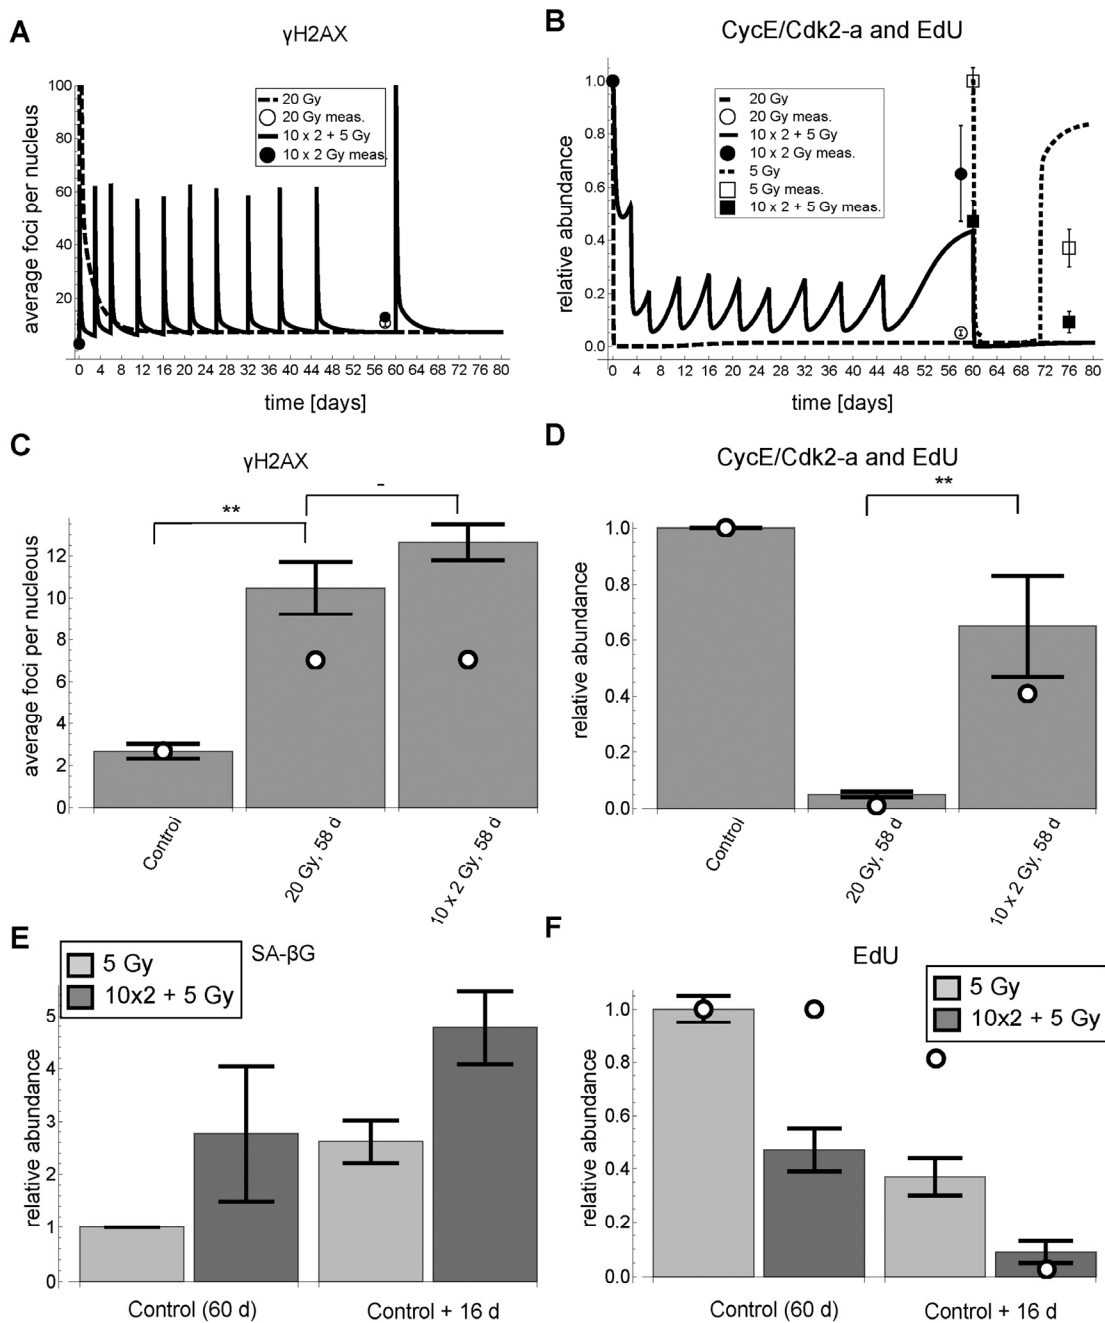 A
γH2AX
average foci per nucleus
100
80
60
40
20
20 Gy
20 Gy meas.
10 x 2 + 5 Gy
10 x 2 Gy meas.
0 4 8 12 16 20 24 28 32 36 40 44 48 52 56 60 64 68 72 76 80
time [days]
B
CycE/Cdk2-a and EdU
relative abundance
1.0
0.8
0.6
0.4
0.2
0.0
20 Gy
20 Gy meas.
10 x 2 + 5 Gy
10 x 2 Gy meas.
5 Gy
5 Gy meas.
10 x 2 + 5 Gy meas.
0 4 8 12 16 20 24 28 32 36 40 44 48 52 56 60 64 68 72 76 80
time [days]
C
γH2AX
average foci per nucleous
12
10
8
6
4
2
0
**
-
Control
20 Gy, 58 d
10 x 2 Gy, 58 d
D
CycE/Cdk2-a and EdU
relative abundance
1.0
0.8
0.6
0.4
0.2
0.0
**
Control
20 Gy, 58 d
10 x 2 Gy, 58 d
E
SA-βG
5 Gy
10x2 + 5 Gy
relative abundance
5
4
3
2
1
0
Control (60 d)
Control + 16 d
F
EdU
5 Gy
10x2 + 5 Gy
relative abundance
1.0
0.8
0.6
0.4
0.2
0.0
Control (60 d)
Control + 16 d